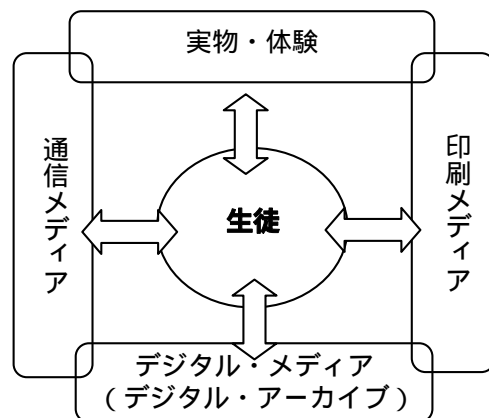 実物・体験
通信メディア
生徒
印刷メディア
デジタル・メディア
（デジタル・アーカイブ）